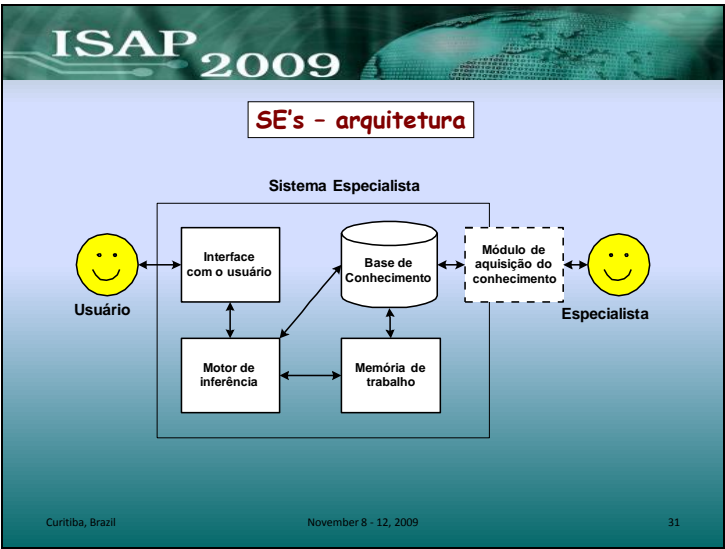 ISAP
2009
SE's – arquitetura
Sistema Especialista
Interface
com o usuário
Base de
Conhecimento
Módulo de
aquisição do
conhecimento
Usuário
Especialista
Motor de
inferência
Memória de
trabalho
Curitiba, Brazil
November 8 - 12, 2009
31